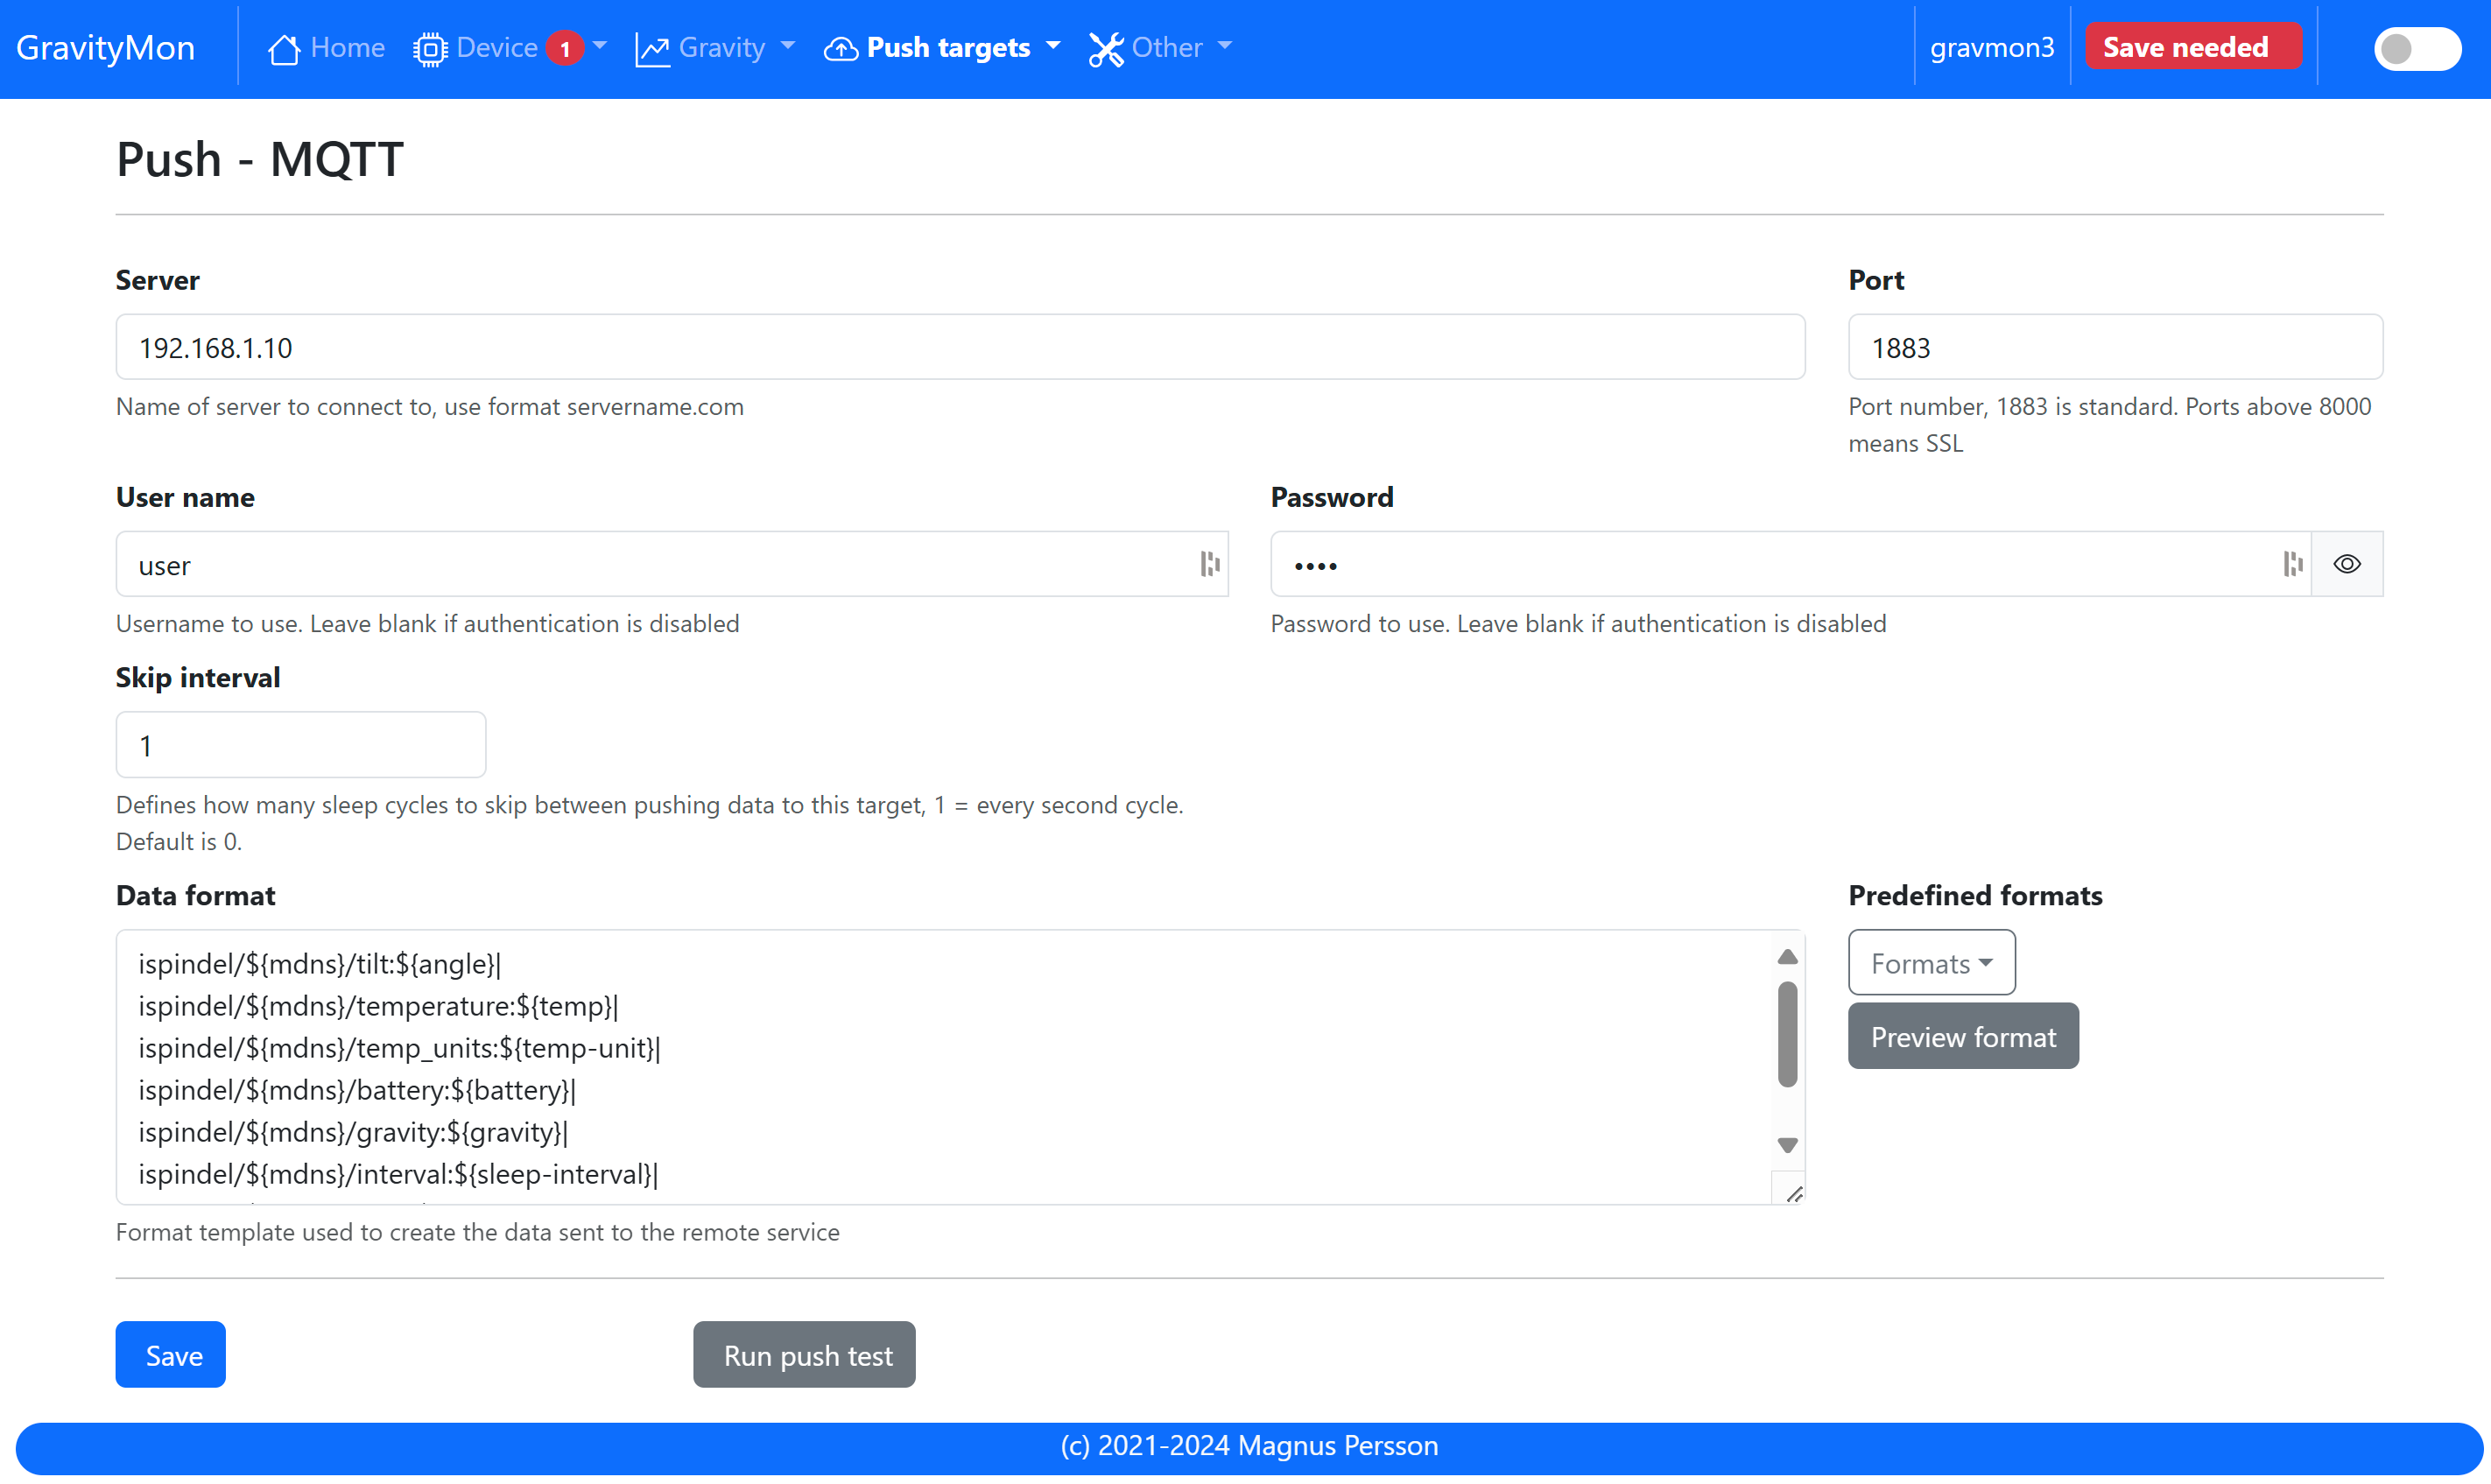 GravityMon
Home
Device 1
Gravity
Push targets
Other
gravmon3
Save needed
Push - MQTT
Server
Port
192.168.1.10
1883
Name of server to connect to, use format servername.com
Port number, 1883 is standard. Ports above 8000
means SSL
User name
Password
user
••••
Username to use. Leave blank if authentication is disabled
Password to use. Leave blank if authentication is disabled
Skip interval
1
Defines how many sleep cycles to skip between pushing data to this target, 1 = every second cycle.
Default is 0.
Data format
Predefined formats
ispindel/${mdns}/tilt:${angle}|
ispindel/${mdns}/temperature:${temp}|
ispindel/${mdns}/temp_units:${temp-unit}|
ispindel/${mdns}/battery:${battery}|
ispindel/${mdns}/gravity:${gravity}|
ispindel/${mdns}/interval:${sleep-interval}|
Formats
Preview format
Format template used to create the data sent to the remote service
Save
Run push test
(c) 2021-2024 Magnus Persson